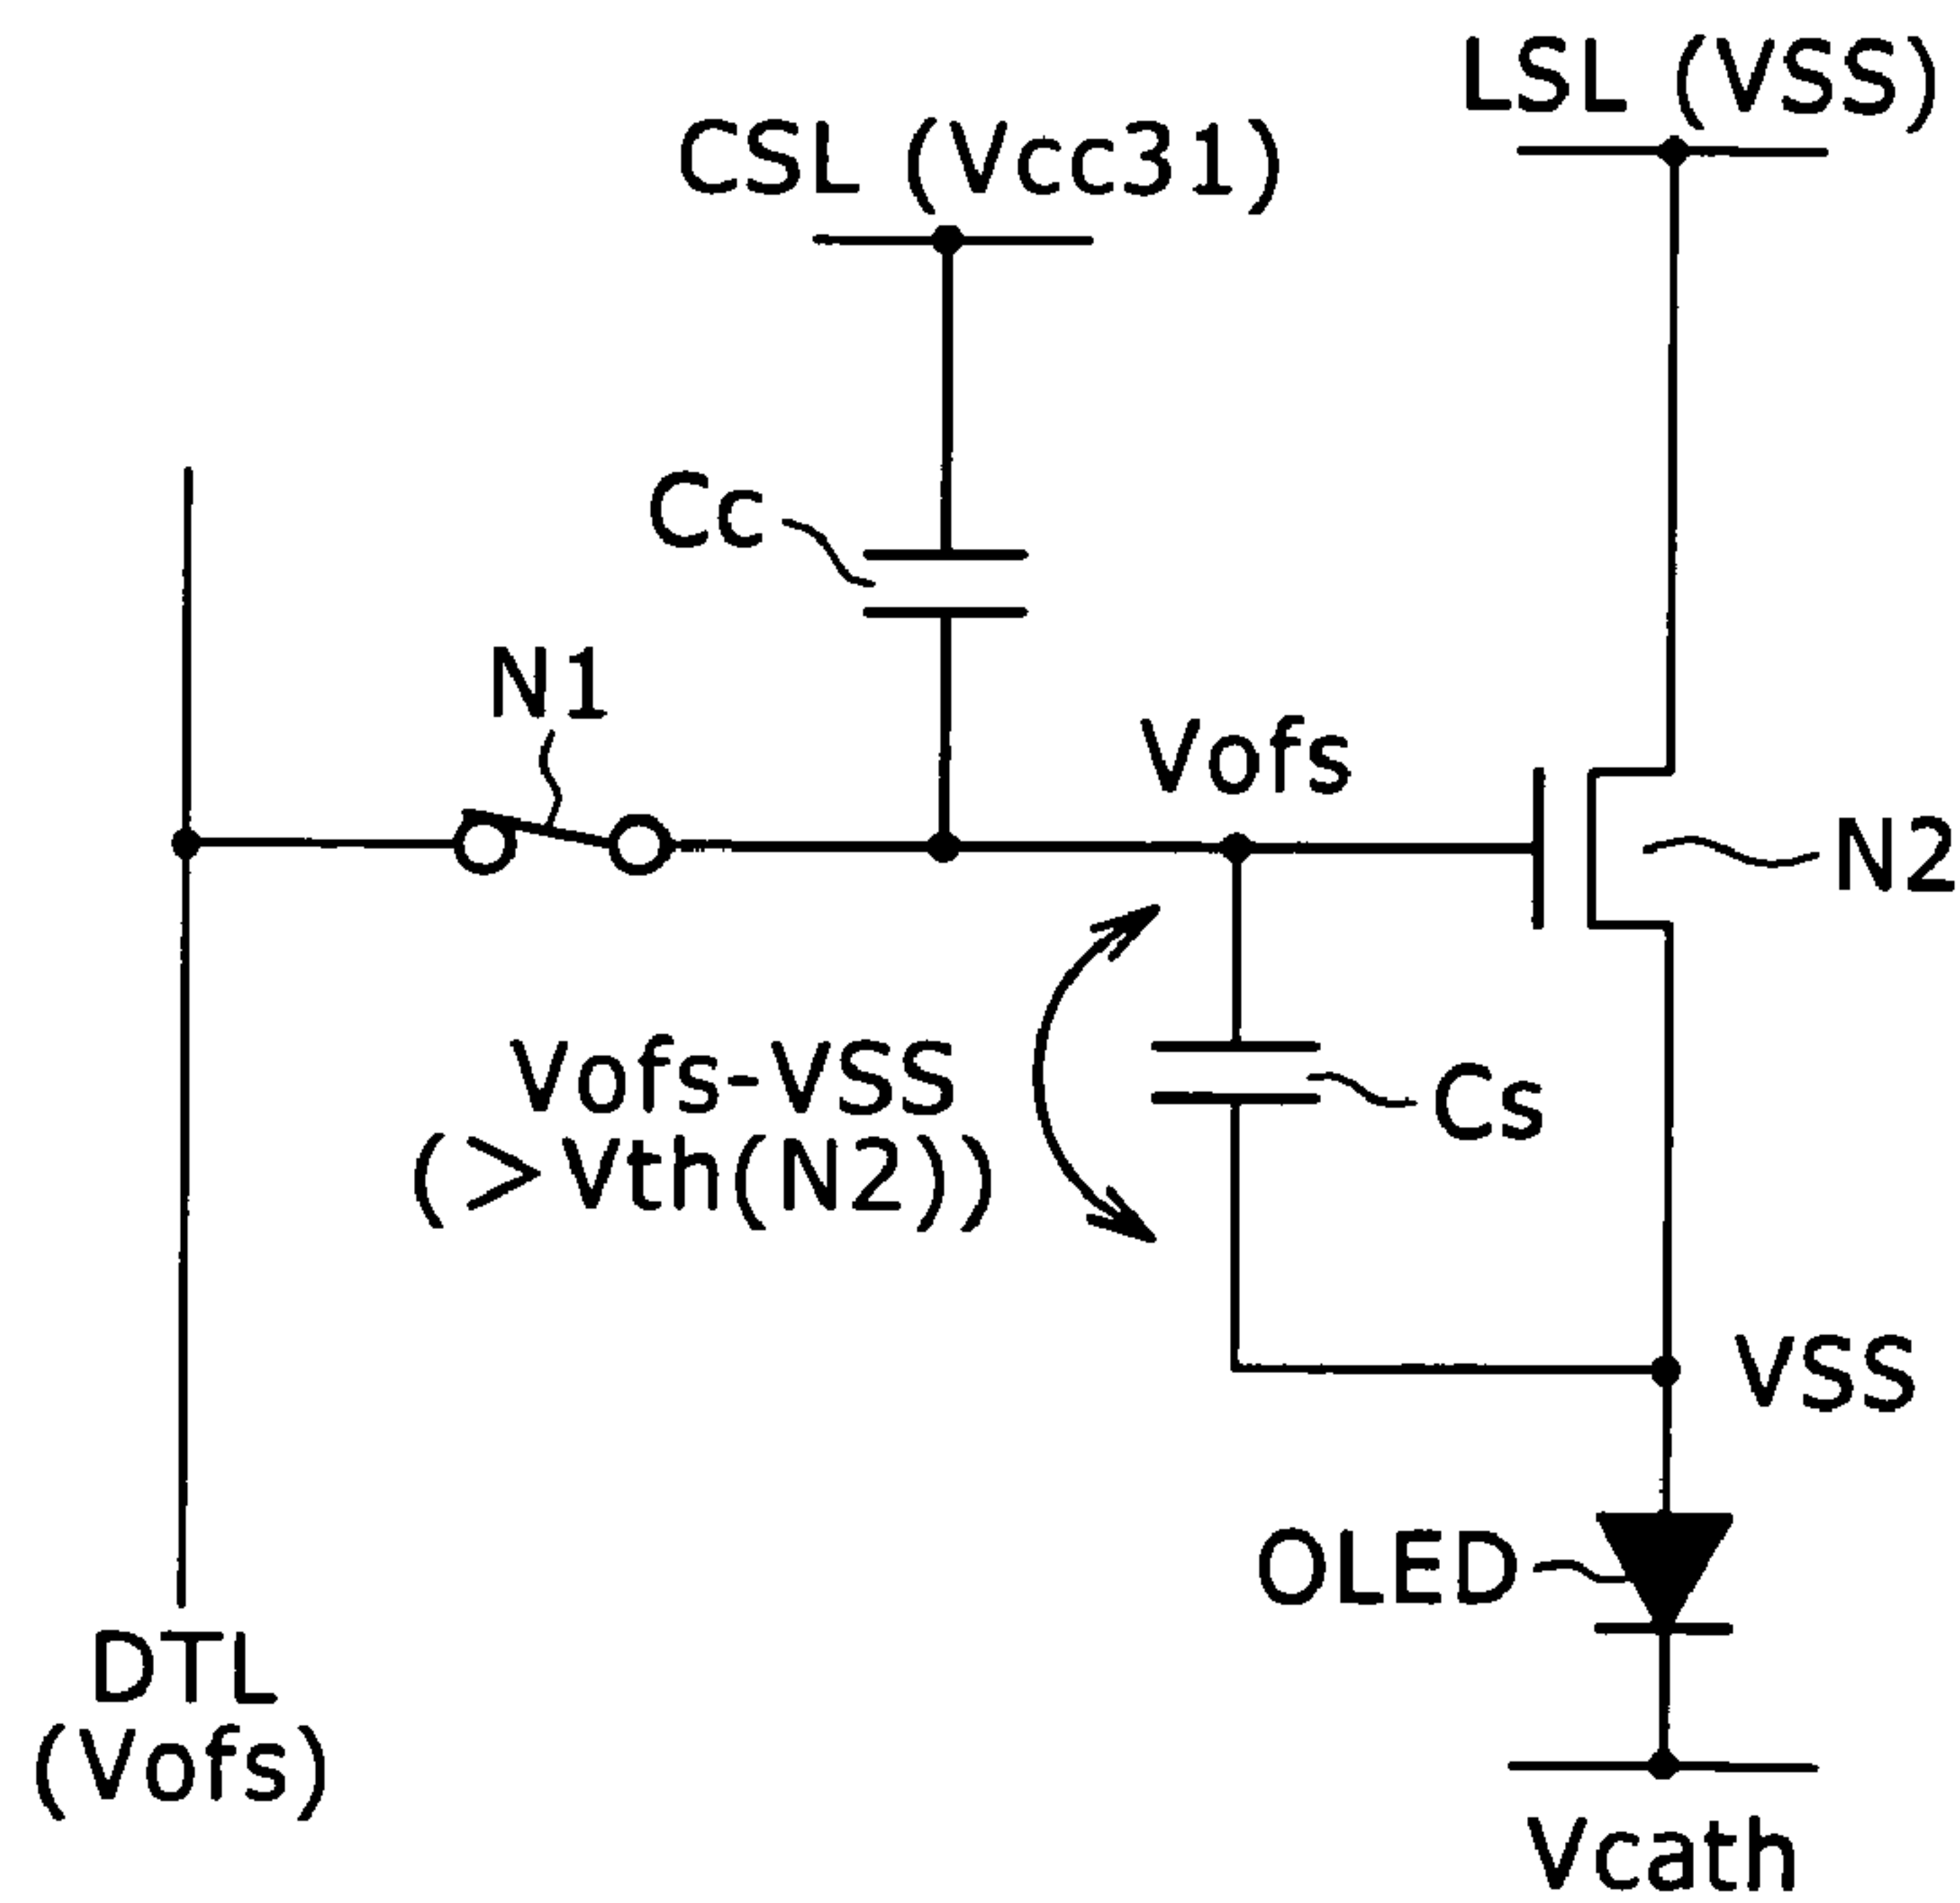 LSL (VSS)
CSL (Vcc31)
Cc
N1
Vofs
N2
Vofs-VSS
(>Vth(N2))
Cs
VSS
OLED
DTL
(Vofs)
Vcath